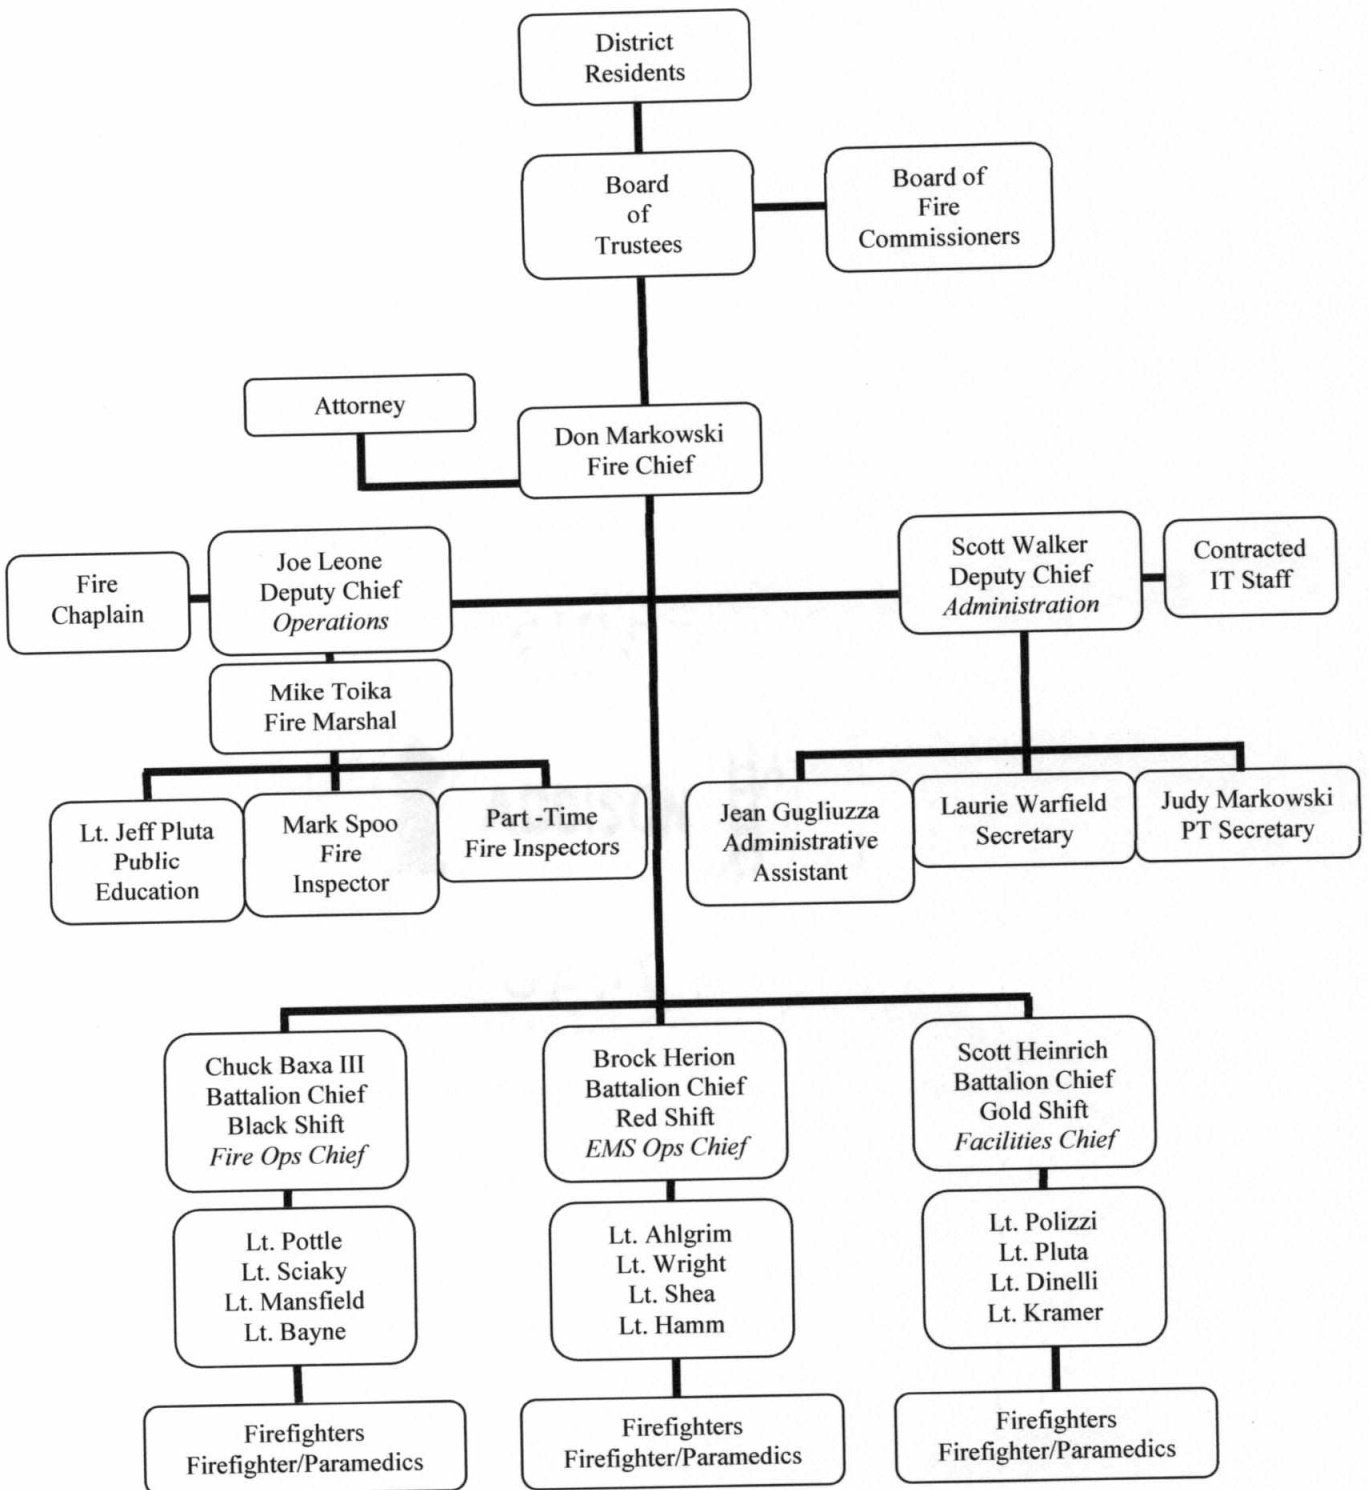 District
Residents
Board
of
Trustees
Board of
Fire
Commissioners
Attorney
Don Markowski
Fire Chief
Fire
Chaplain
Joe Leone
Deputy Chief
Operations
Scott Walker
Deputy Chief
Administration
Contracted
IT Staff
Mike Toika
Fire Marshal
Lt. Jeff Pluta
Public
Education
Mark Spoo
Fire
Inspector
Part -Time
Fire Inspectors
Jean Gugliuzza
Administrative
Assistant
Laurie Warfield
Secretary
Judy Markowski
PT Secretary
Chuck Baxa III
Battalion Chief
Black Shift
Fire Ops Chief
Brock Herion
Battalion Chief
Red Shift
EMS Ops Chief
Scott Heinrich
Battalion Chief
Gold Shift
Facilities Chief
Lt. Pottle
Lt. Sciaky
Lt. Mansfield
Lt. Bayne
Lt. Ahlgrim
Lt. Wright
Lt. Shea
Lt. Hamm
Lt. Polizzi
Lt. Pluta
Lt. Dinelli
Lt. Kramer
Firefighters
Firefighter/Paramedics
Firefighters
Firefighter/Paramedics
Firefighters
Firefighter/Paramedics